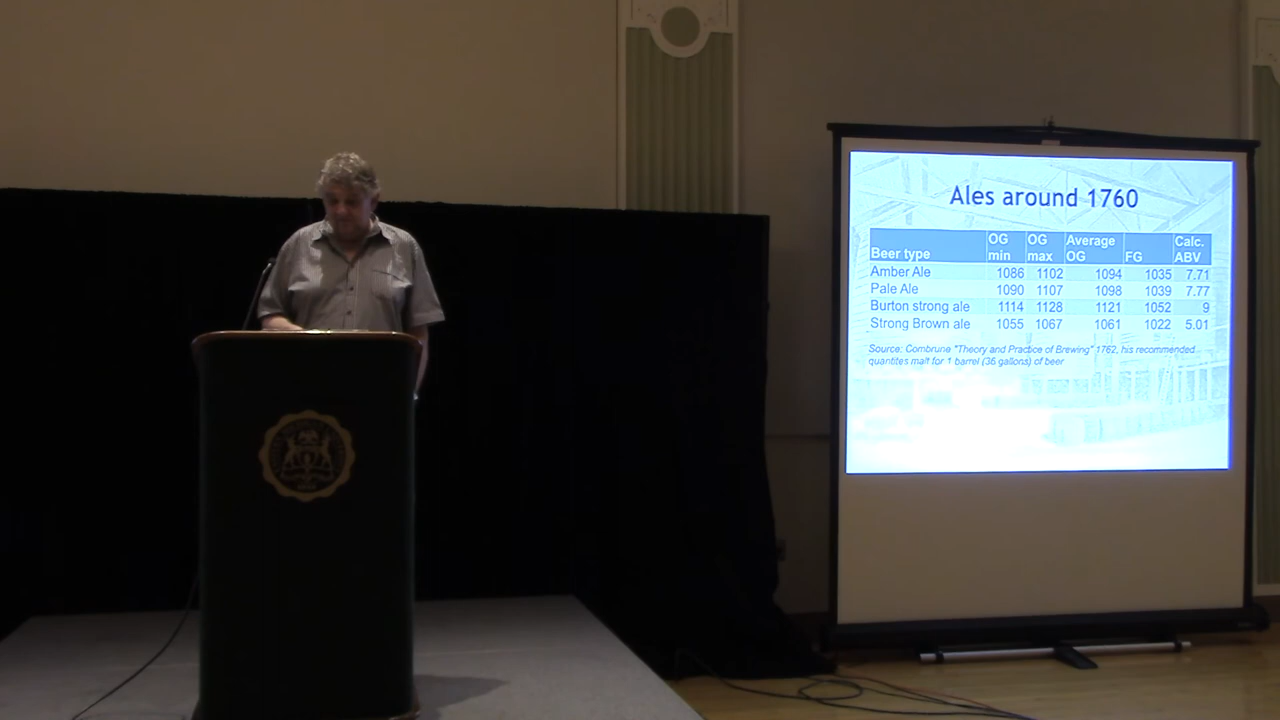 Ales around 1760
Beer type OG min OG max Average OG FG Calc. ABV
Amber Ale 1086 1102 1094 1035 7.71
Pale Ale 1090 1107 1098 1039 7.77
Burton strong ale 1114 1128 1121 1052 9
Strong Brown ale 1055 1067 1061 1022 5.01
Source: Combrune "Theory and Practice of Brewing" 1762, his recommended
quantites malt for 1 barrel (36 gallons) of beer